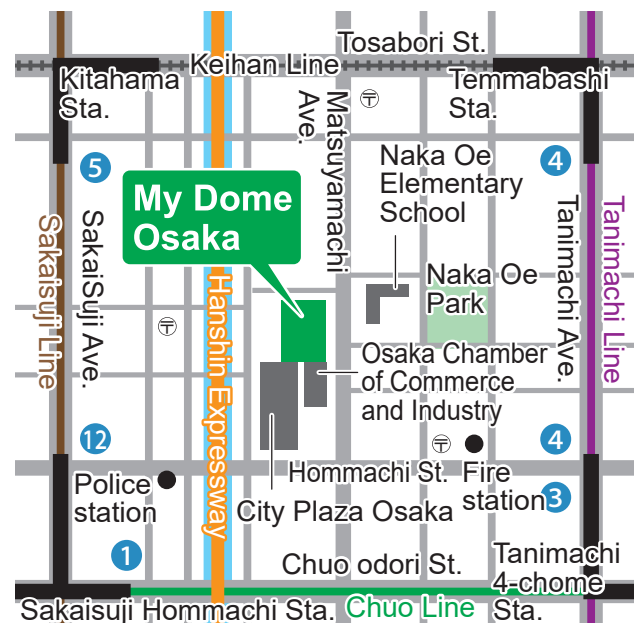 Tosabori St.
Keihan Line
Kitahama
Sta.
Temmabashi
Sta.
Matsuyamachi
Ave.
〒
5
4
Naka Oe
Elementary
School
My Dome
Osaka
Sakaisuji Line
SakaiSuji Ave.
Hanshin Expressway
Tanimachi Ave.
Tanimachi Line
Naka Oe
Park
〒
Osaka Chamber
of Commerce
and Industry
12
〒
4
Hommachi St.
Fire
station
3
Police
station
City Plaza Osaka
1
Chuo odori St.
Tanimachi
4-chome
Sta.
Sakaisuji Hommachi Sta.
Chuo Line